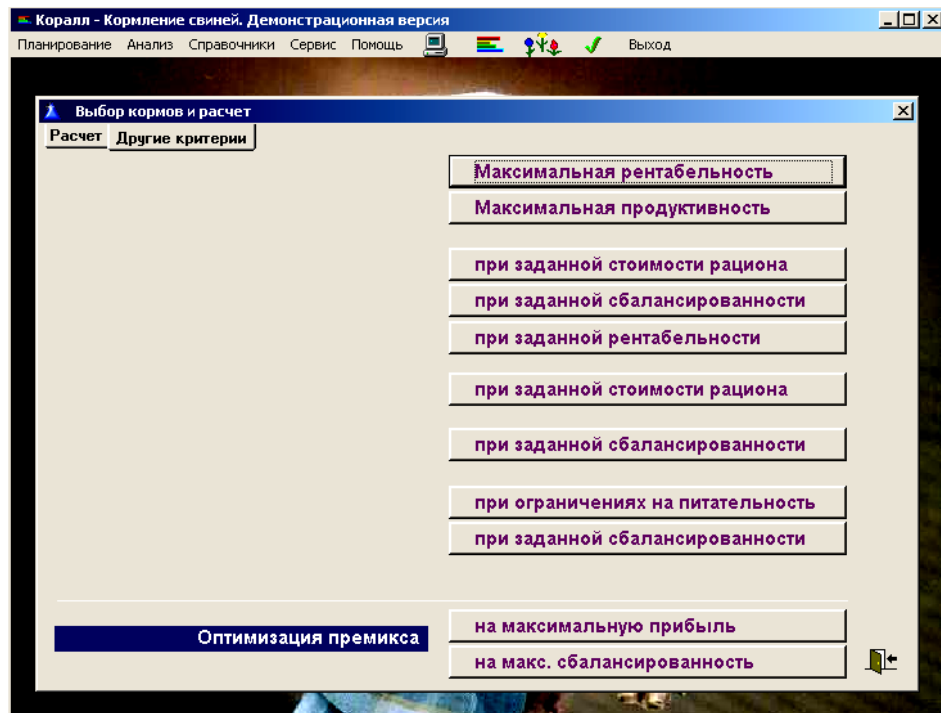 Коралл - Кормление свиней. Демонстрационная версия
Планирование Анализ Справочники Сервис Помощь Выход
Выбор кормов и расчет
Расчет Другие критерии
Максимальная рентабельность
Максимальная продуктивность
при заданной стоимости рациона
при заданной сбалансированности
при заданной рентабельности
при заданной стоимости рациона
при заданной сбалансированности
при ограничениях на питательность
при заданной сбалансированности
Оптимизация премикса
на максимальную прибыль
на макс. сбалансированность